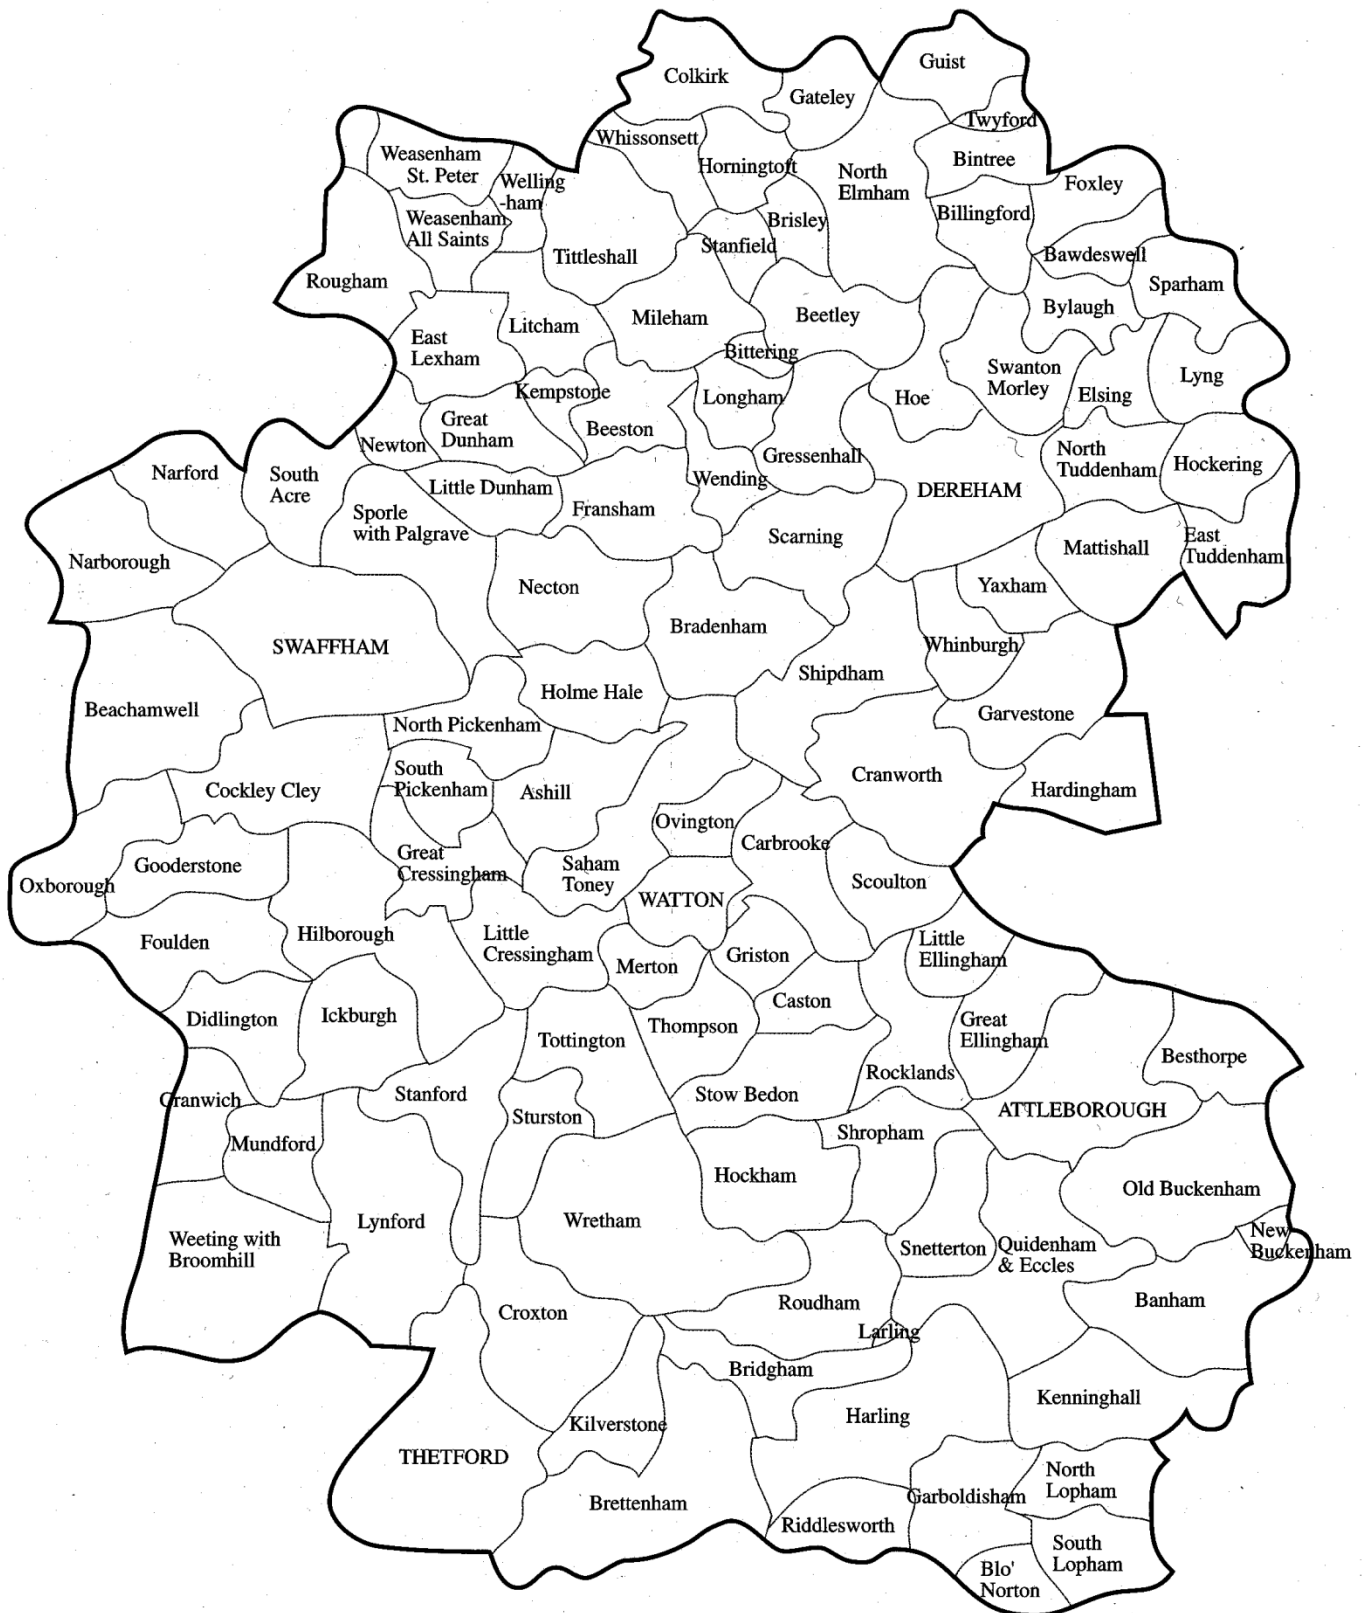 Guist
Colkirk
Gateley
Twyford
Whissonsett
Weasenham
St. Peter
Horningtoft
Bintree
North
Elmham
Welling
-ham
Foxley
Weasenham
All Saints
Brisley
Billingford
Stanfield
Tittleshall
Bawdeswell
Rougham
Sparham
Mileham
Beetley
Bylaugh
Litcham
East
Lexham
Bittering
Swanton
Morley
Lyng
Kempstone
Longham
Hoe
Elsing
Great
Dunham
Beeston
Newton
North
Tuddenham
Gressenhall
Hockering
Narford
South
Acre
Wending
Little Dunham
DEREHAM
Fransham
Sporle
with Palgrave
Scarning
East
Tuddenham
Mattishall
Narborough
Necton
Yaxham
Bradenham
SWAFFHAM
Whinburgh
Shipdham
Holme Hale
Beachamwell
Garvestone
North Pickenham
South
Pickenham
Cranworth
Cockley Cley
Ashill
Hardingham
Ovington
Carbrooke
Great
Cressingham
Gooderstone
Saham
Toney
Oxborough
Scoulton
WATTON
Foulden
Hilborough
Little
Cressingham
Little
Ellingham
Merton
Griston
Caston
Didlington
Ickburgh
Thompson
Great
Ellingham
Tottington
Besthorpe
Rocklands
Cranwich
Stanford
Stow Bedon
Sturston
ATTLEBOROUGH
Mundford
Shropham
Hockham
Old Buckenham
Lynford
Wretham
Weeting with
Broomhill
New
Buckenham
Snetterton
Quidenham
& Eccles
Croxton
Roudham
Banham
Larling
Bridgham
Kenninghall
Harling
Kilverstone
THETFORD
North
Lopham
Brettenham
Garboldisham
Riddlesworth
South
Lopham
Blo'
Norton